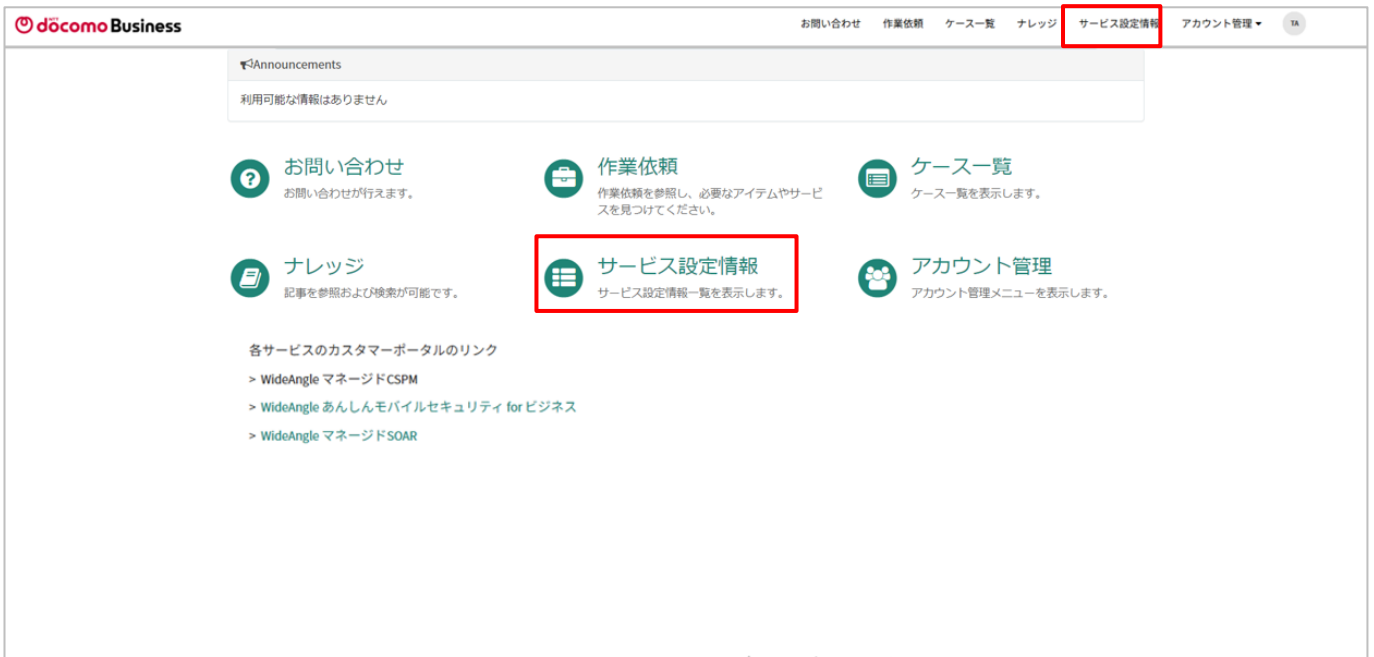 döcomo Business
お問い合わせ 作業依頼 ケース一覧 ナレッジ サービス設定情報 アカウント管理 TA
Announcements
利用可能な情報はありません
お問い合わせ
お問い合わせが行えます。
作業依頼
作業依頼を参照し、必要なアイテムやサービ
スを見つけてください。
ケース一覧
ケース一覧を表示します。
ナレッジ
記事を参照および検索が可能です。
サービス設定情報
サービス設定情報一覧を表示します。
アカウント管理
アカウント管理メニューを表示します。
各サービスのカスタマーポータルのリンク
> WideAngle マネージドCSPM
> WideAngle あんしんモバイルセキュリティ for ビジネス
> WideAngle マネージドSOAR